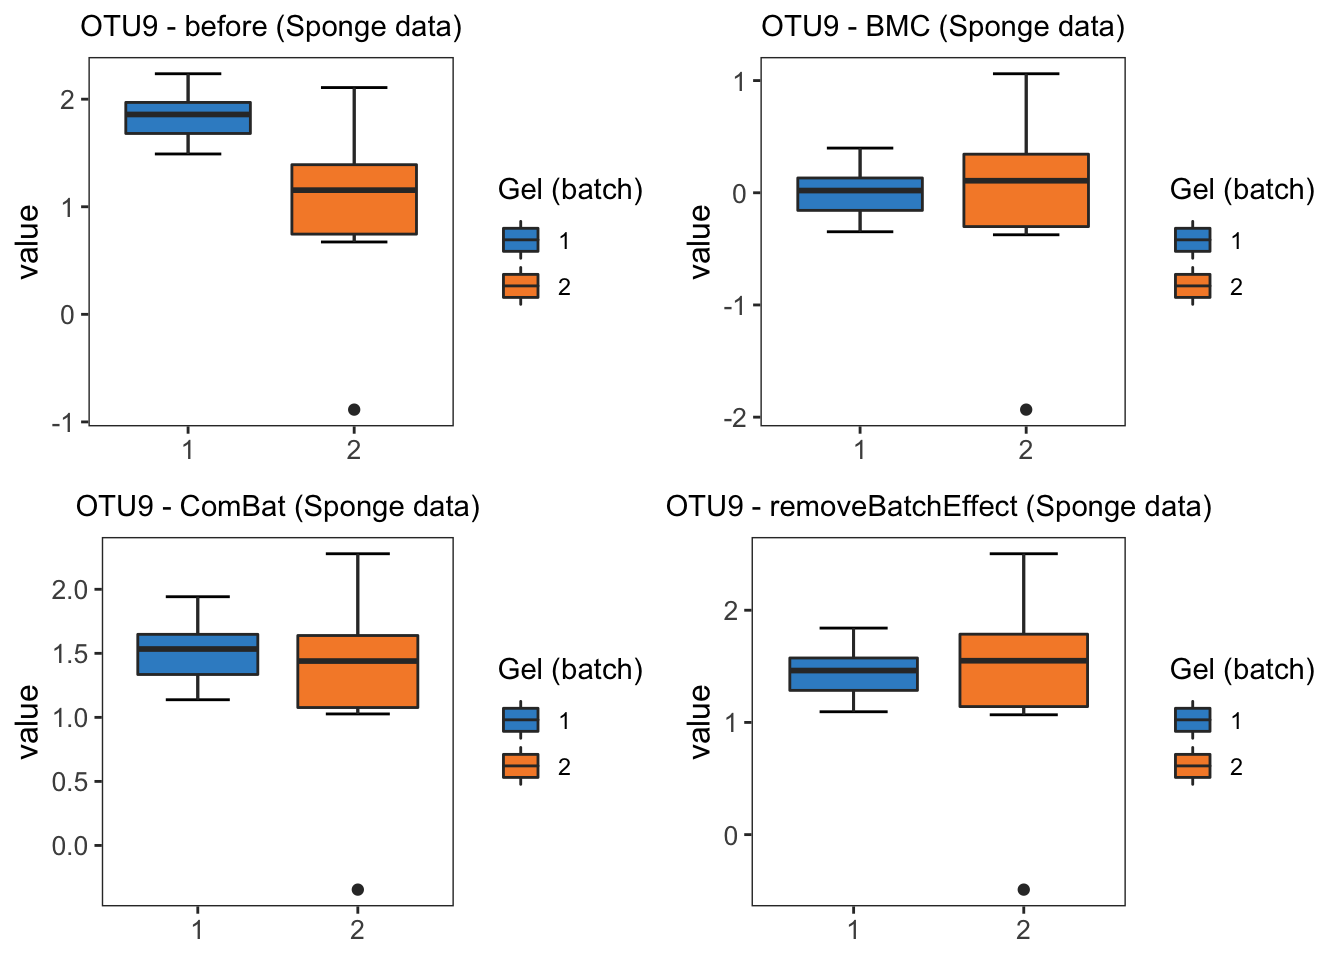 OTU9 - before (Sponge data)
value
2
1
0
-1
1
2
Gel (batch)
1
2
OTU9 - BMC (Sponge data)
value
1
0
-1
-2
1
2
Gel (batch)
1
2
OTU9 - ComBat (Sponge data)
value
2.0
1.5
1.0
0.5
0.0
1
2
Gel (batch)
1
2
OTU9 - removeBatchEffect (Sponge data)
value
2
1
0
1
2
Gel (batch)
1
2